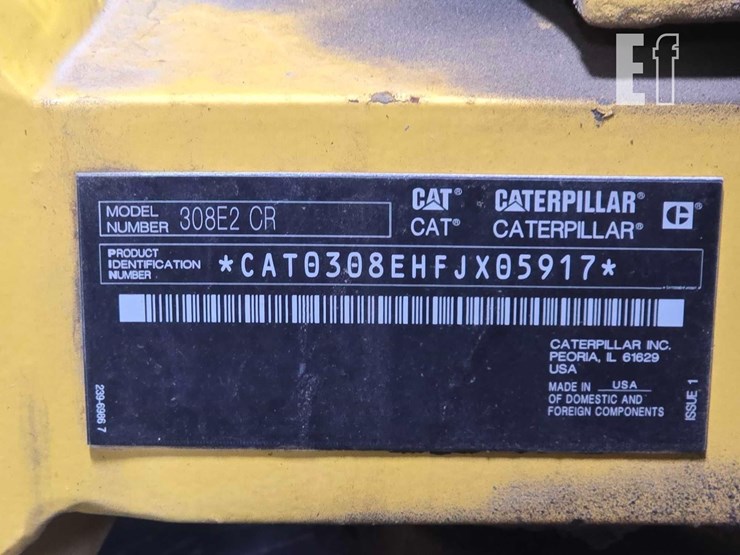 Ef
CAT® CATERPILLAR®
MODEL NUMBER 308E2 CR
CAT® CATERPILLAR®
PRODUCT IDENTIFICATION NUMBER *CAT0308EHFJX05917*
CATERPILLAR INC.
PEORIA, IL 61629
USA
MADE IN USA
OF DOMESTIC AND
FOREIGN COMPONENTS
239-6986 7
ISSUE 1